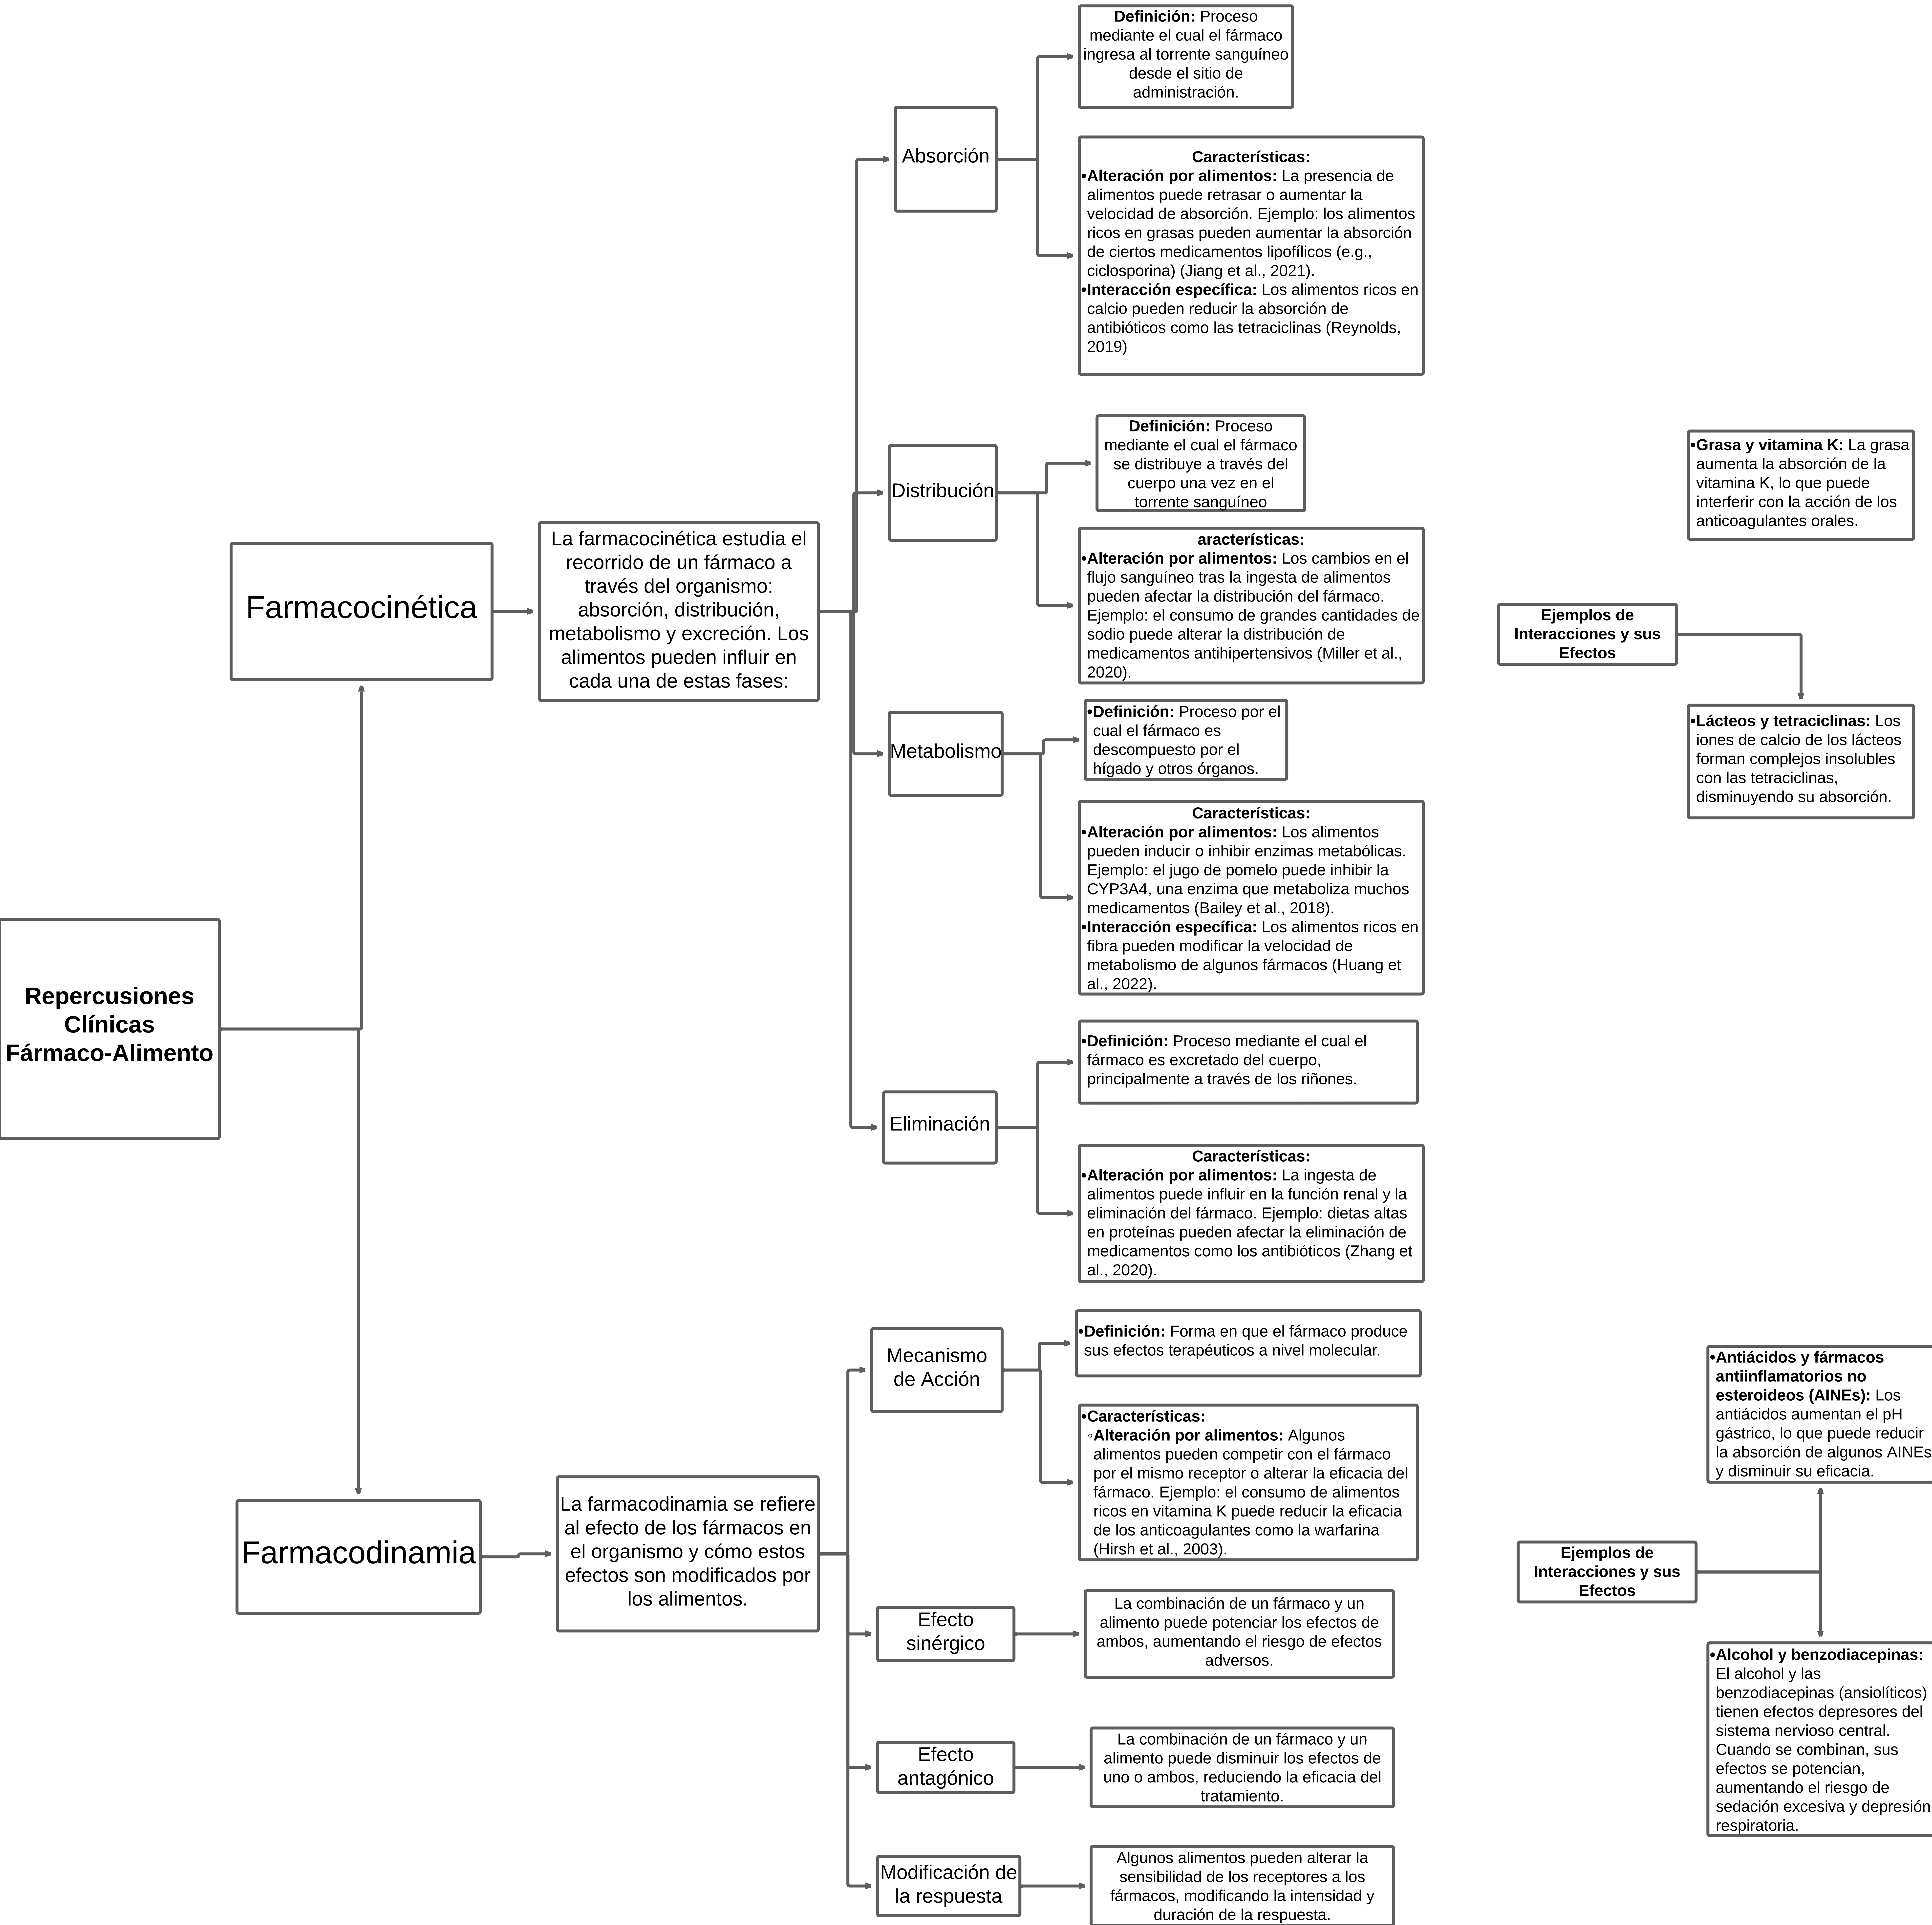 Repercusiones
Clínicas
Fármaco-Alimento
Farmacocinética
La farmacocinética estudia el
recorrido de un fármaco a
través del organismo:
absorción, distribución,
metabolismo y excreción. Los
alimentos pueden influir en
cada una de estas fases:
Absorción
Definición: Proceso
mediante el cual el fármaco
ingresa al torrente sanguíneo
desde el sitio de
administración.
Características:
•Alteración por alimentos: La presencia de
alimentos puede retrasar o aumentar la
velocidad de absorción. Ejemplo: los alimentos
ricos en grasas pueden aumentar la absorción
de ciertos medicamentos lipofílicos (e.g.,
ciclosporina) (Jiang et al., 2021).
•Interacción específica: Los alimentos ricos en
calcio pueden reducir la absorción de
antibióticos como las tetraciclinas (Reynolds,
2019)
Distribución
Definición: Proceso
mediante el cual el fármaco
se distribuye a través del
cuerpo una vez en el
torrente sanguíneo
aracterísticas:
•Alteración por alimentos: Los cambios en el
flujo sanguíneo tras la ingesta de alimentos
pueden afectar la distribución del fármaco.
Ejemplo: el consumo de grandes cantidades de
sodio puede alterar la distribución de
medicamentos antihipertensivos (Miller et al.,
2020).
Metabolismo
•Definición: Proceso por el
cual el fármaco es
descompuesto por el
hígado y otros órganos.
Características:
•Alteración por alimentos: Los alimentos
pueden inducir o inhibir enzimas metabólicas.
Ejemplo: el jugo de pomelo puede inhibir la
CYP3A4, una enzima que metaboliza muchos
medicamentos (Bailey et al., 2018).
•Interacción específica: Los alimentos ricos en
fibra pueden modificar la velocidad de
metabolismo de algunos fármacos (Huang et
al., 2022).
Eliminación
•Definición: Proceso mediante el cual el
fármaco es excretado del cuerpo,
principalmente a través de los riñones.
Características:
•Alteración por alimentos: La ingesta de
alimentos puede influir en la función renal y la
eliminación del fármaco. Ejemplo: dietas altas
en proteínas pueden afectar la eliminación de
medicamentos como los antibióticos (Zhang et
al., 2020).
Ejemplos de
Interacciones y sus
Efectos
•Grasa y vitamina K: La grasa
aumenta la absorción de la
vitamina K, lo que puede
interferir con la acción de los
anticoagulantes orales.
•Lácteos y tetraciclinas: Los
iones de calcio de los lácteos
forman complejos insolubles
con las tetraciclinas,
disminuyendo su absorción.
Farmacodinamia
La farmacodinamia se refiere
al efecto de los fármacos en
el organismo y cómo estos
efectos son modificados por
los alimentos.
Mecanismo
de Acción
•Definición: Forma en que el fármaco produce
sus efectos terapéuticos a nivel molecular.
•Características:
◦Alteración por alimentos: Algunos
alimentos pueden competir con el fármaco
por el mismo receptor o alterar la eficacia del
fármaco. Ejemplo: el consumo de alimentos
ricos en vitamina K puede reducir la eficacia
de los anticoagulantes como la warfarina
(Hirsh et al., 2003).
Efecto
sinérgico
La combinación de un fármaco y un
alimento puede potenciar los efectos de
ambos, aumentando el riesgo de efectos
adversos.
Efecto
antagónico
La combinación de un fármaco y un
alimento puede disminuir los efectos de
uno o ambos, reduciendo la eficacia del
tratamiento.
Modificación de
la respuesta
Algunos alimentos pueden alterar la
sensibilidad de los receptores a los
fármacos, modificando la intensidad y
duración de la respuesta.
Ejemplos de
Interacciones y sus
Efectos
•Antiácidos y fármacos
antiinflamatorios no
esteroideos (AINEs): Los
antiácidos aumentan el pH
gástrico, lo que puede reducir
la absorción de algunos AINEs
y disminuir su eficacia.
•Alcohol y benzodiacepinas:
El alcohol y las
benzodiacepinas (ansiolíticos)
tienen efectos depresores del
sistema nervioso central.
Cuando se combinan, sus
efectos se potencian,
aumentando el riesgo de
sedación excesiva y depresión
respiratoria.